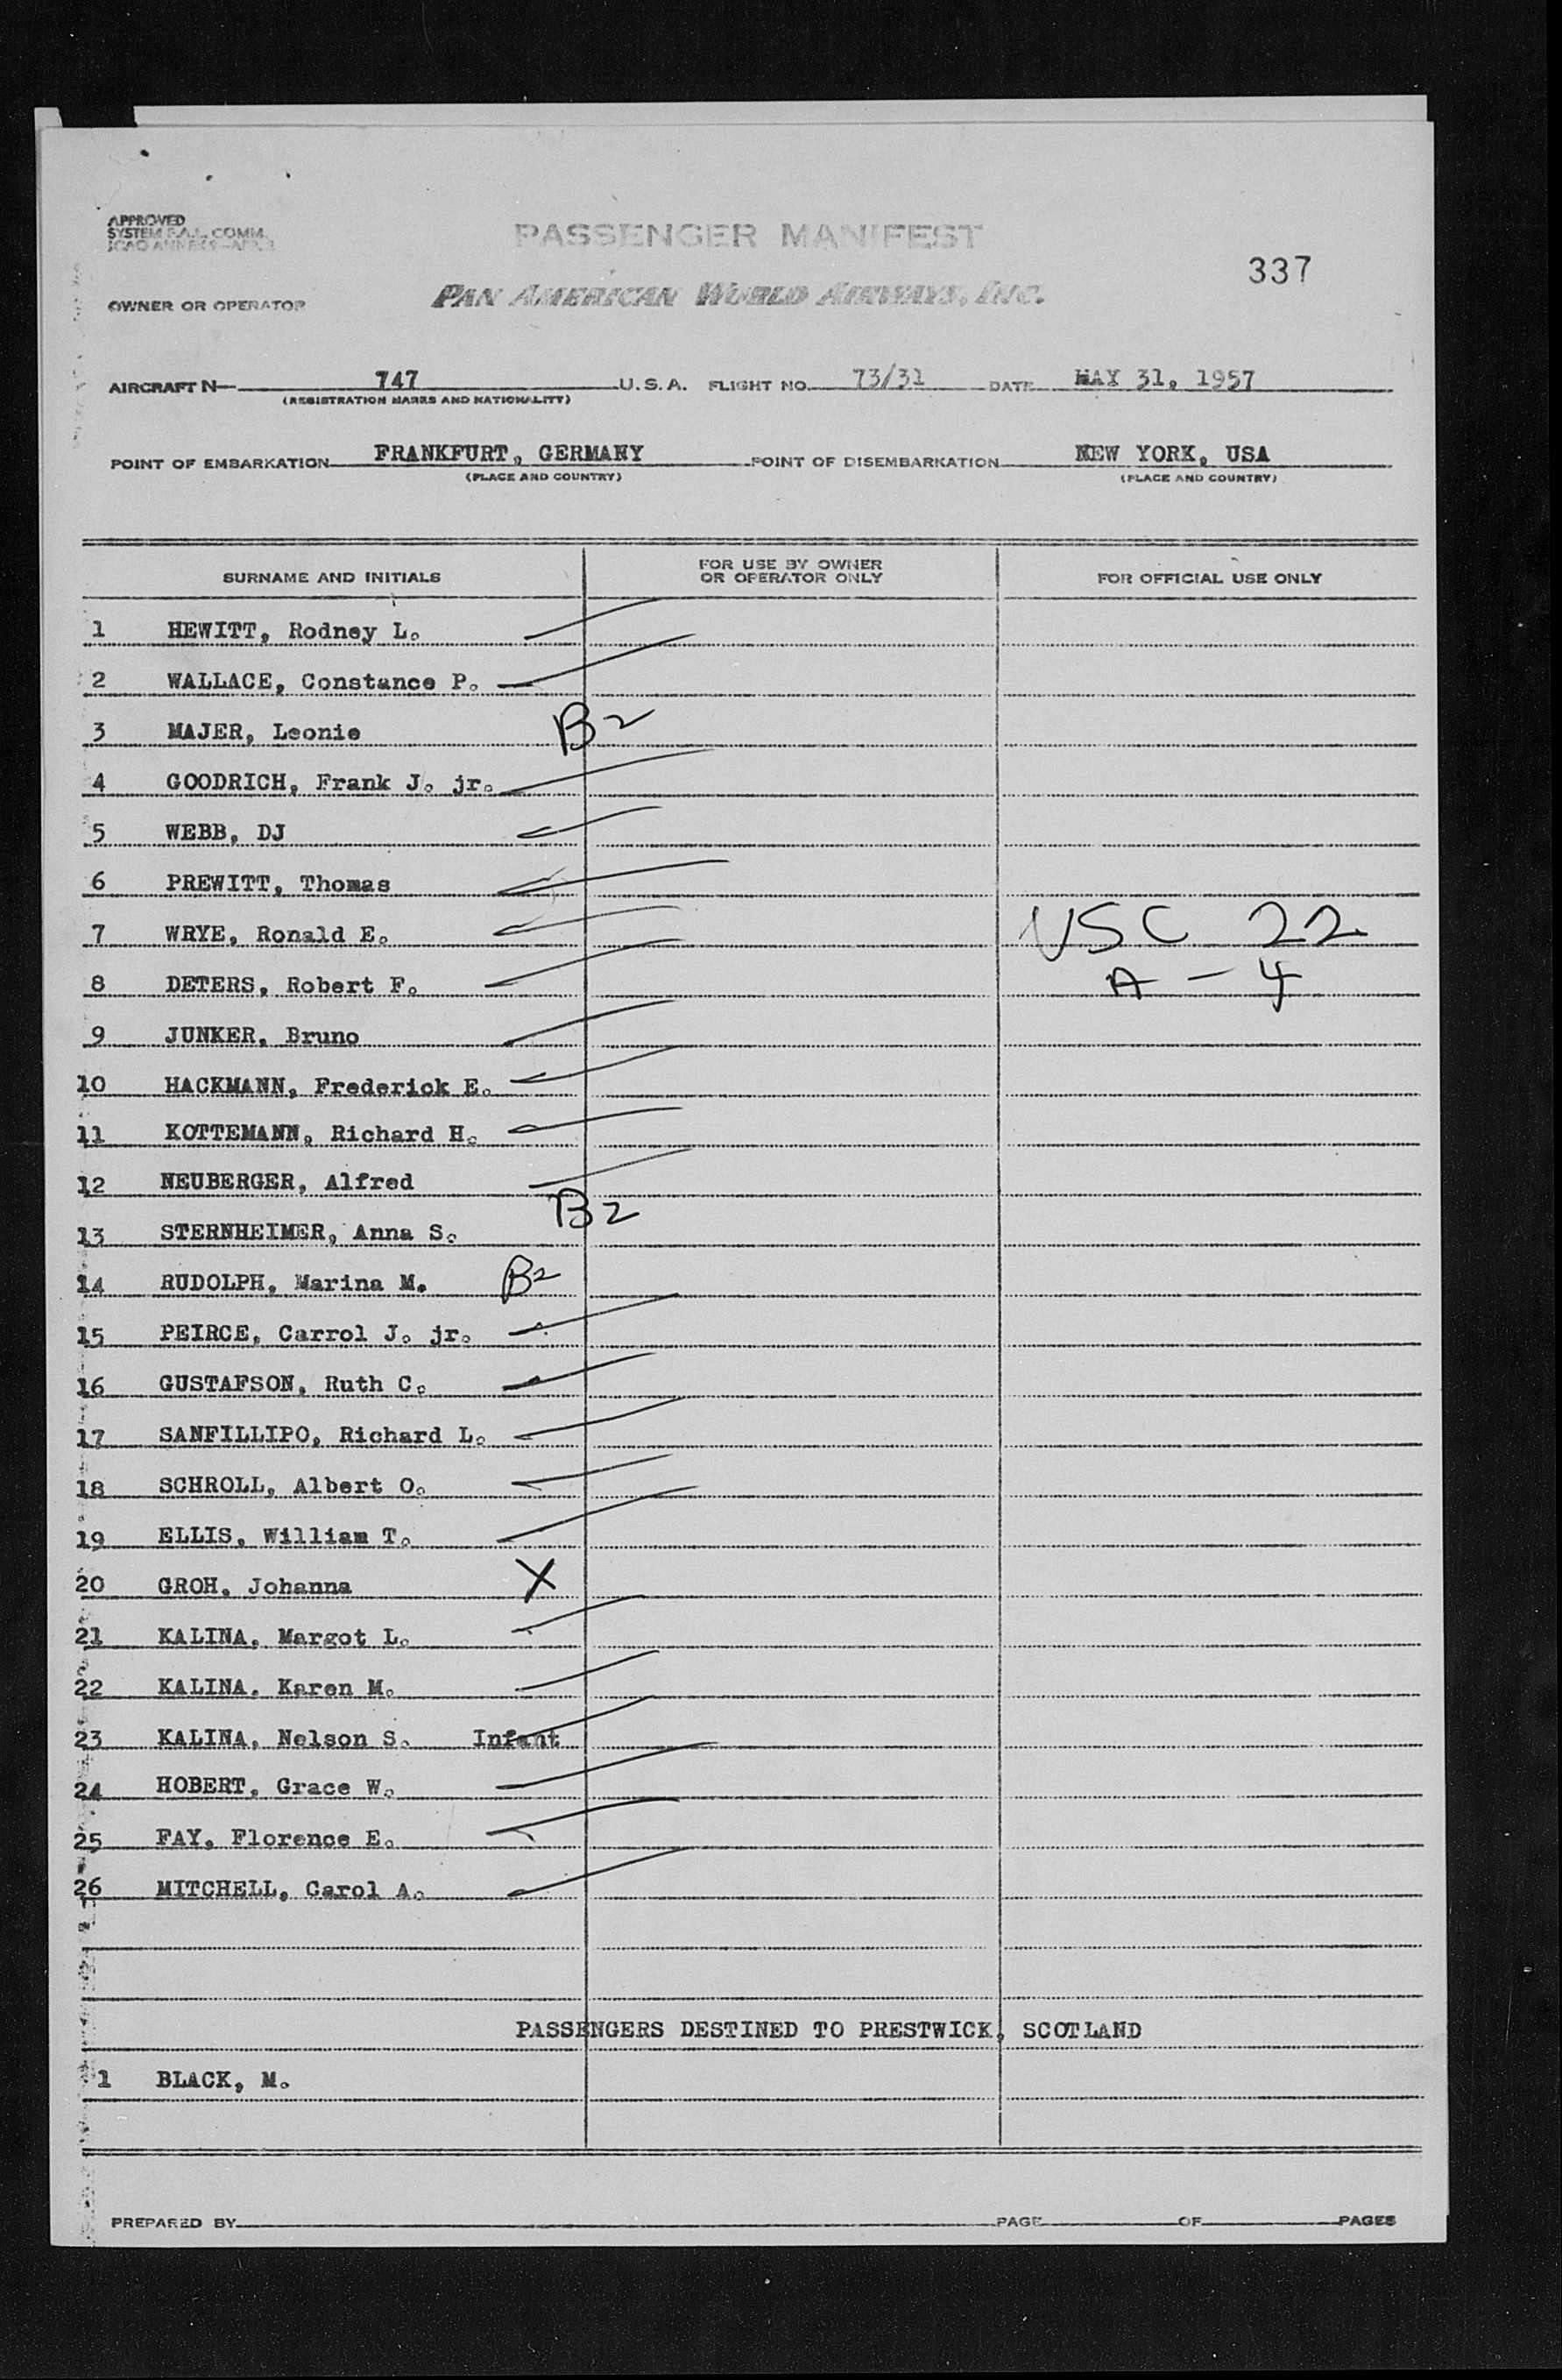 APPROVED
SYSTEM F.A.L. COMM.
ICAO ANNEX 9-APP. 3
PASSENGER MANIFEST
337
OWNER OR OPERATOR PAN AMERICAN WORLD AIRWAYS, INC.
AIRCRAFT N— 747 U.S.A. FLIGHT NO. 73/31 DATE MAY 31, 1957
(REGISTRATION MARKS AND NATIONALITY)
POINT OF EMBARKATION FRANKFURT, GERMANY POINT OF DISEMBARKATION NEW YORK, USA
(PLACE AND COUNTRY) (PLACE AND COUNTRY)
SURNAME AND INITIALS FOR USE BY OWNER OR OPERATOR ONLY FOR OFFICIAL USE ONLY
1 HEWITT, Rodney L.
2 WALLACE, Constance P.
3 MAJER, Leonie B2
4 GOODRICH, Frank J. jr.
5 WEBB, DJ
6 PREWITT, Thomas
7 WRYE, Ronald E. USC 22
8 DETERS, Robert F. A - 4
9 JUNKER, Bruno
10 HACKMANN, Frederick E.
11 KOTTEMANN, Richard H.
12 NEUBERGER, Alfred
13 STERNHEIMER, Anna S. B2
14 RUDOLPH, Marina M. B2
15 PEIRCE, Carrol J. jr.
16 GUSTAFSON, Ruth C.
17 SANFILLIPO, Richard L.
18 SCHROLL, Albert O.
19 ELLIS, William T.
20 GROH, Johanna X
21 KALINA, Margot L.
22 KALINA, Karen M.
23 KALINA, Nelson S. Infant
24 HOBERT, Grace W.
25 FAY, Florence E.
26 MITCHELL, Carol A.
PASSENGERS DESTINED TO PRESTWICK, SCOTLAND
1 BLACK, M.
PREPARED BY PAGE OF PAGES